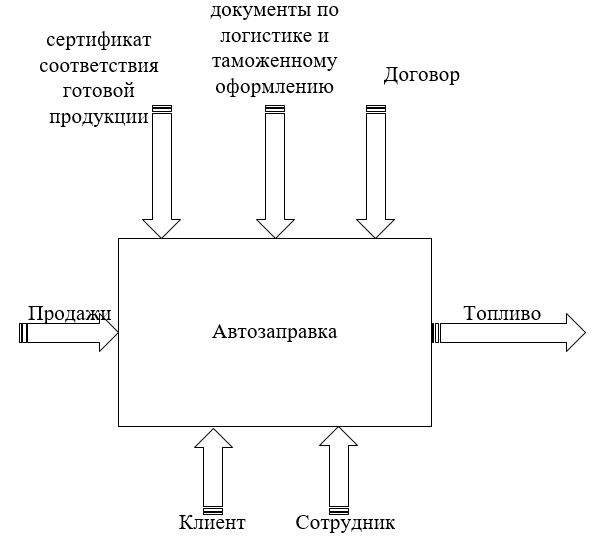 сертификат
соответствия
готовой
продукции
документы по
логистике и
таможенному
оформлению
Договор
Продажи
Автозаправка
Топливо
Клиент
Сотрудник